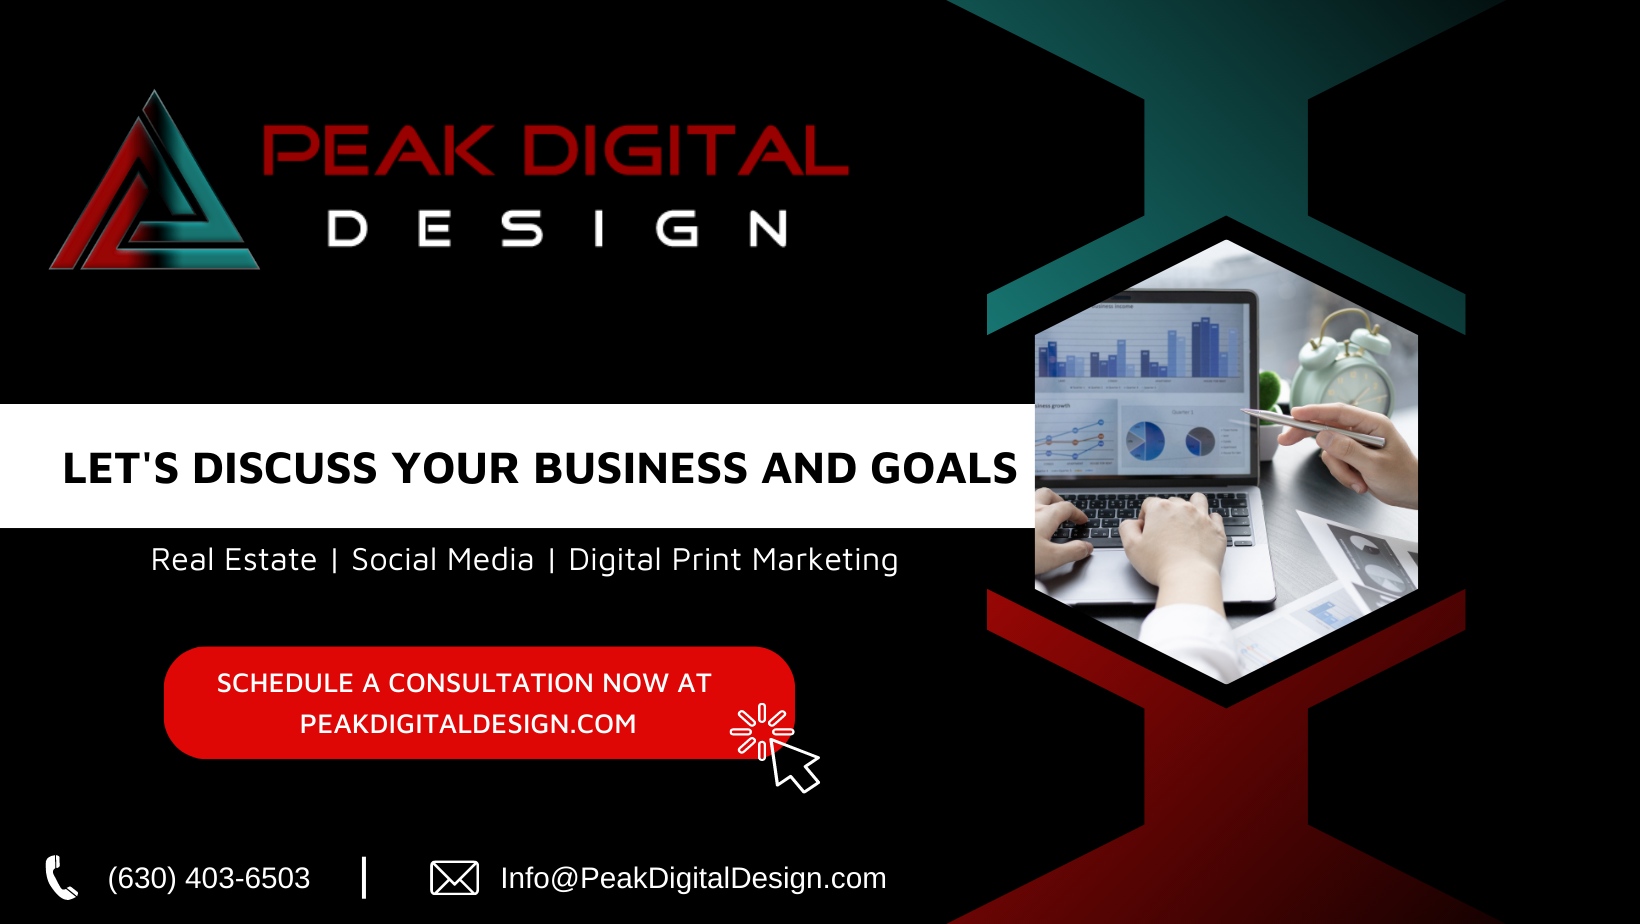 PEAK DIGITAL
DESIGN
LET'S DISCUSS YOUR BUSINESS AND GOALS
Real Estate | Social Media | Digital Print Marketing
SCHEDULE A CONSULTATION NOW AT
PEAKDIGITALDESIGN.COM
(630) 403-6503
Info@PeakDigitalDesign.com